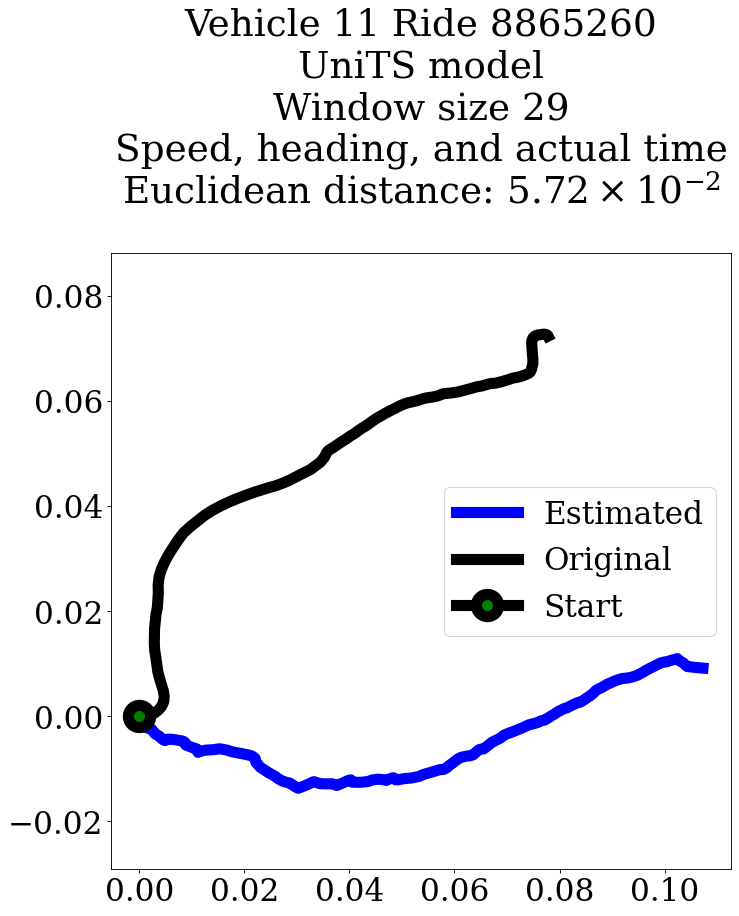 Vehicle 11 Ride 8865260
UniTS model
Window size 29
Speed, heading, and actual time
Euclidean distance: 5.72 × 10⁻²
0.08
0.06
0.04
0.02
0.00
−0.02
Estimated
Original
Start
0.00 0.02 0.04 0.06 0.08 0.10